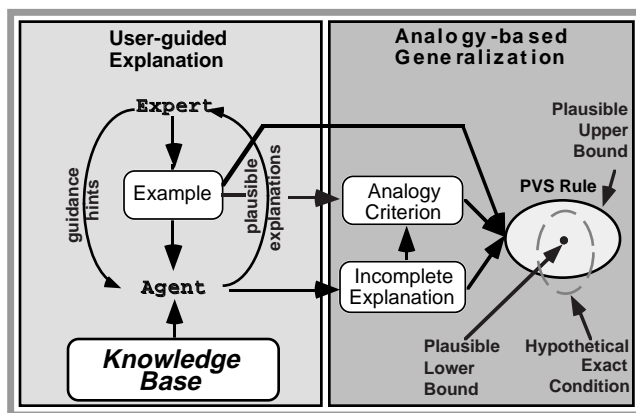 User-guided
Explanation
Expert
guidance
hints
Example
plausible
explanations
Agent
Knowledge
Base
Analogy-based
Generalization
Plausible
Upper
Bound
PVS Rule
Analogy
Criterion
Incomplete
Explanation
Plausible
Lower
Bound
Hypothetical
Exact
Condition